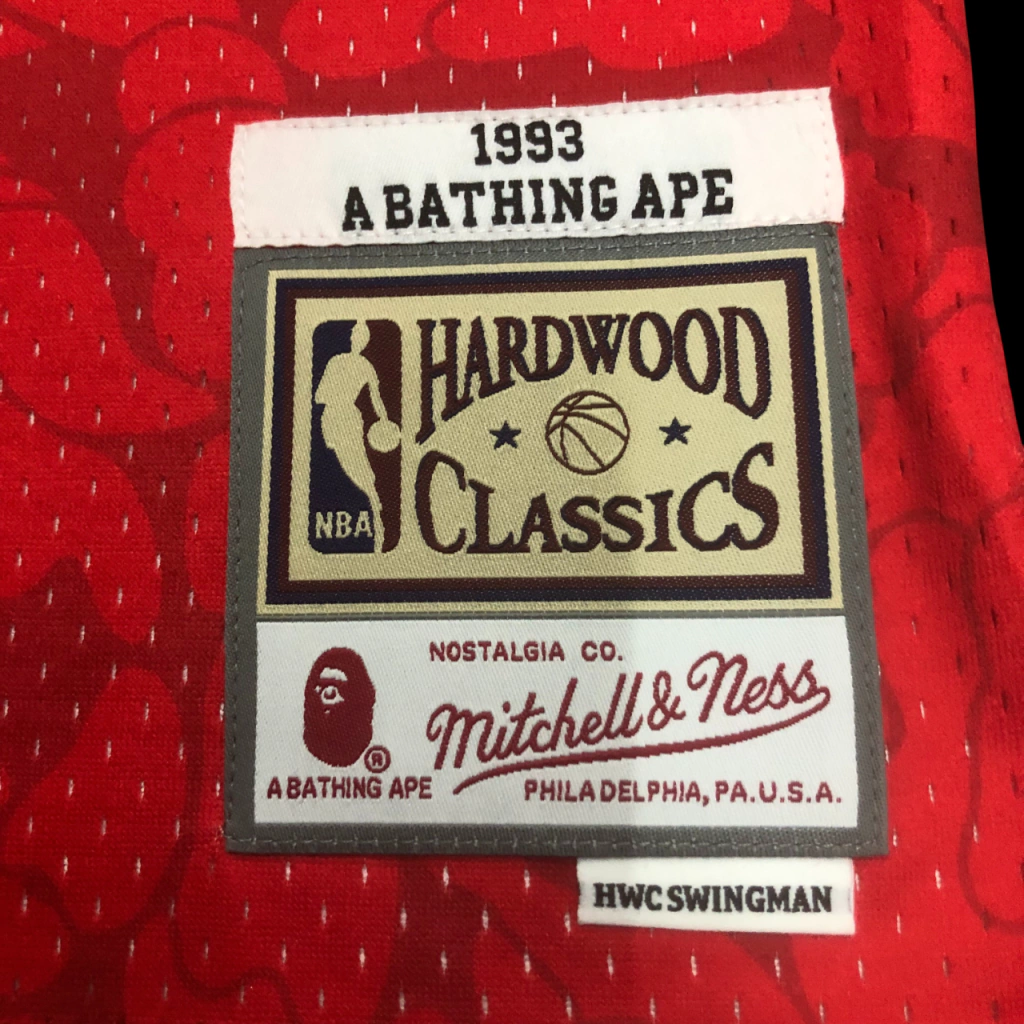 1993
A BATHING APE
HARDWOOD
CLASSICS
NBA
NOSTALGIA CO.
Mitchell & Ness
®
A BATHING APE
PHILADELPHIA, PA. U.S.A.
HWC SWINGMAN